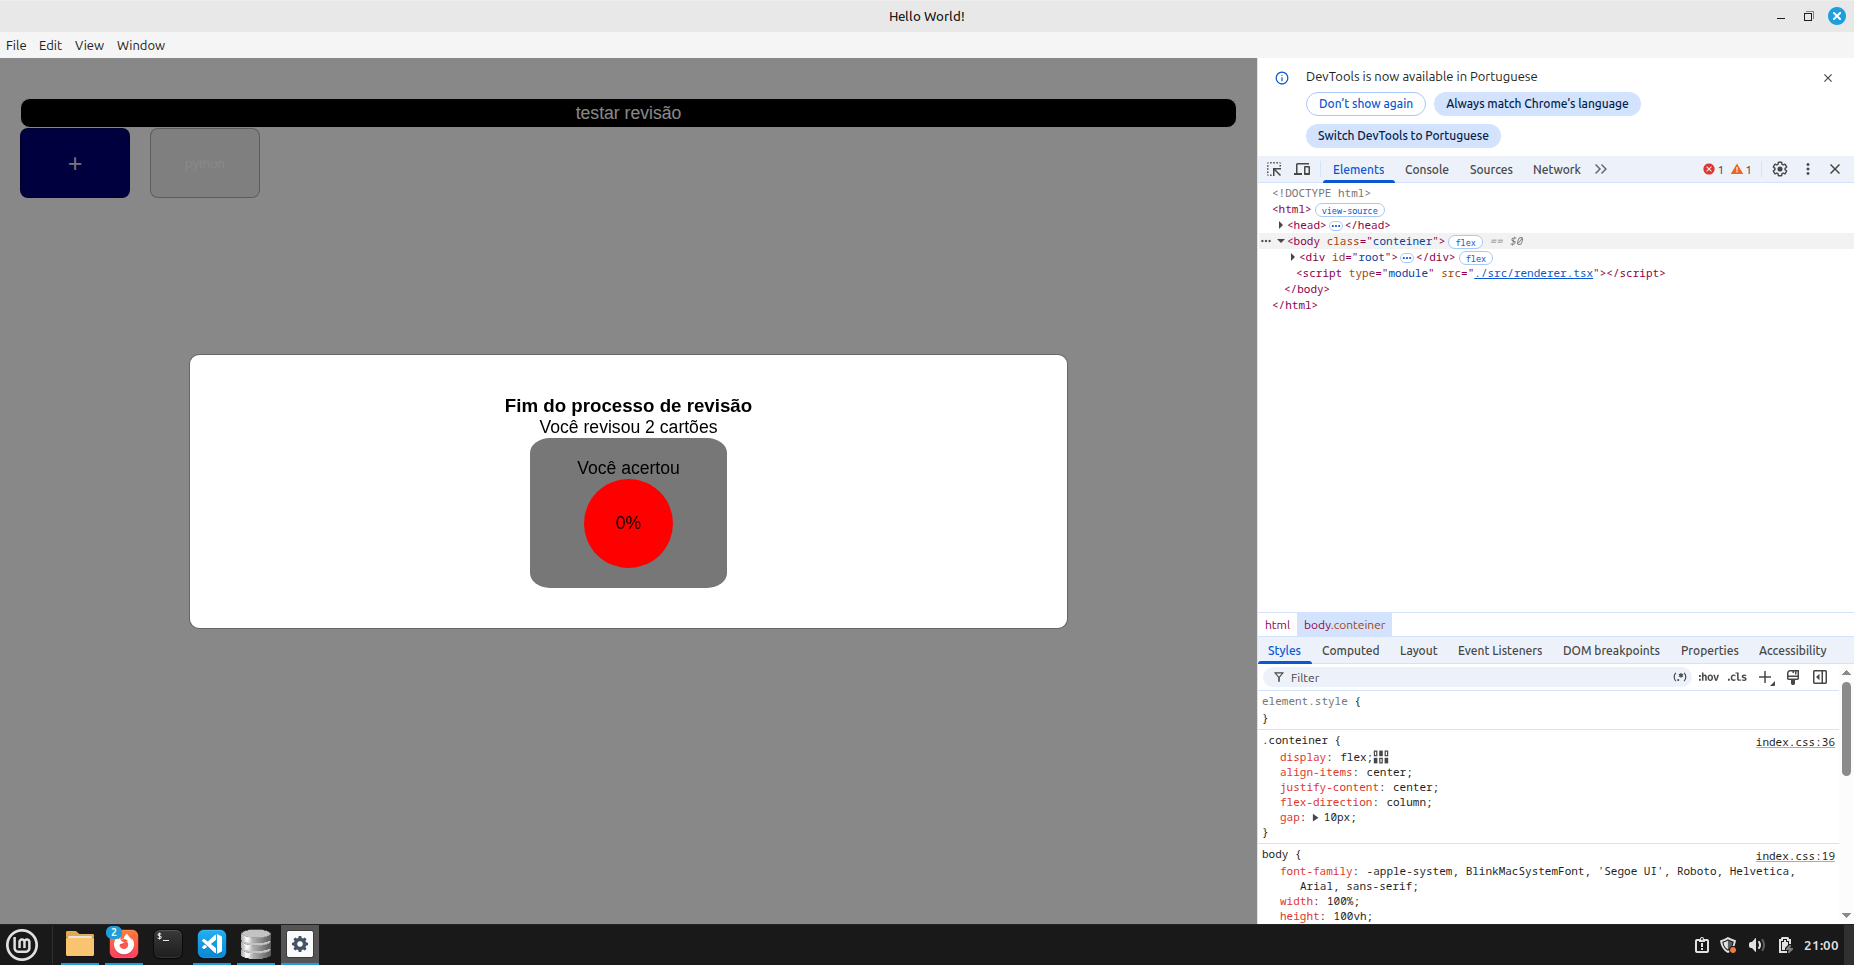 Hello World!
File Edit View Window
testar revisão
+ python
Fim do processo de revisão
Você revisou 2 cartões
Você acertou
0%
DevTools is now available in Portuguese
Don't show again Always match Chrome's language
Switch DevTools to Portuguese
Elements Console Sources Network 1 1
<!DOCTYPE html>
<html> view-source
<head> ••• </head>
••• <body class="conteiner"> flex == $0
<div id="root"> ••• </div> flex
<script type="module" src="./src/renderer.tsx"></script>
</body>
</html>
html body.conteiner
Styles Computed Layout Event Listeners DOM breakpoints Properties Accessibility
Filter (.*) :hov .cls +
element.style {
}
.conteiner { index.css:36
display: flex;
align-items: center;
justify-content: center;
flex-direction: column;
gap: 10px;
}
body { index.css:19
font-family: -apple-system, BlinkMacSystemFont, 'Segoe UI', Roboto, Helvetica,
Arial, sans-serif;
width: 100%;
height: 100vh;
2 $_ lm 21:00